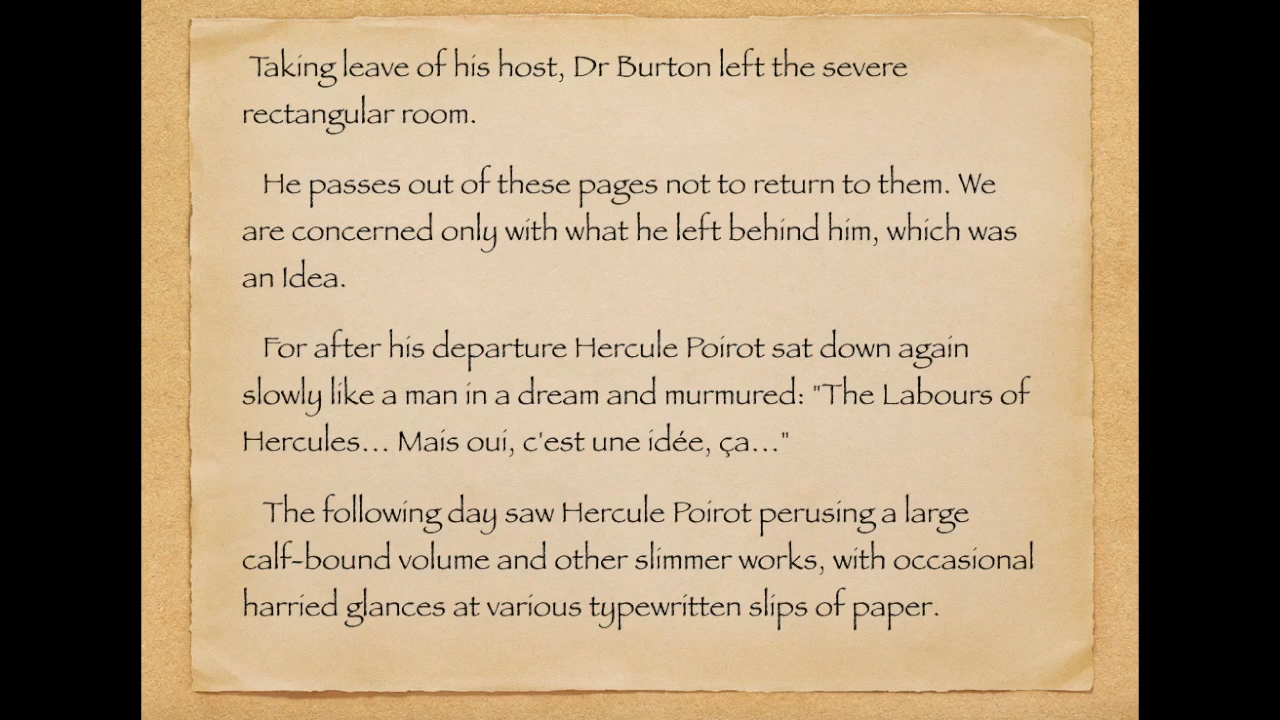 Taking leave of his host, Dr Burton left the severe
rectangular room.
He passes out of these pages not to return to them. We
are concerned only with what he left behind him, which was
an Idea.
For after his departure Hercule Poirot sat down again
slowly like a man in a dream and murmured: "The Labours of
Hercules... Mais oui, c'est une idée, ça..."
The following day saw Hercule Poirot perusing a large
calf-bound volume and other slimmer works, with occasional
harried glances at various typewritten slips of paper.